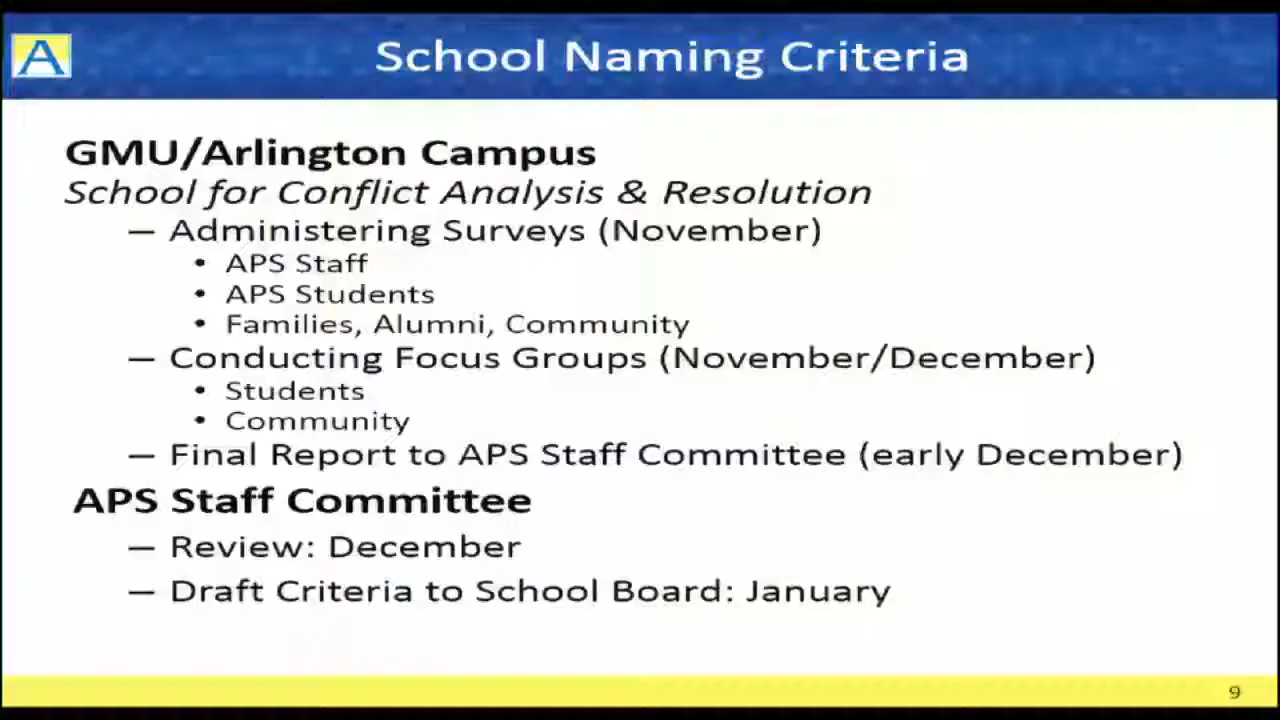 A
School Naming Criteria
GMU/Arlington Campus
School for Conflict Analysis & Resolution
— Administering Surveys (November)
• APS Staff
• APS Students
• Families, Alumni, Community
— Conducting Focus Groups (November/December)
• Students
• Community
— Final Report to APS Staff Committee (early December)
APS Staff Committee
— Review: December
— Draft Criteria to School Board: January
9